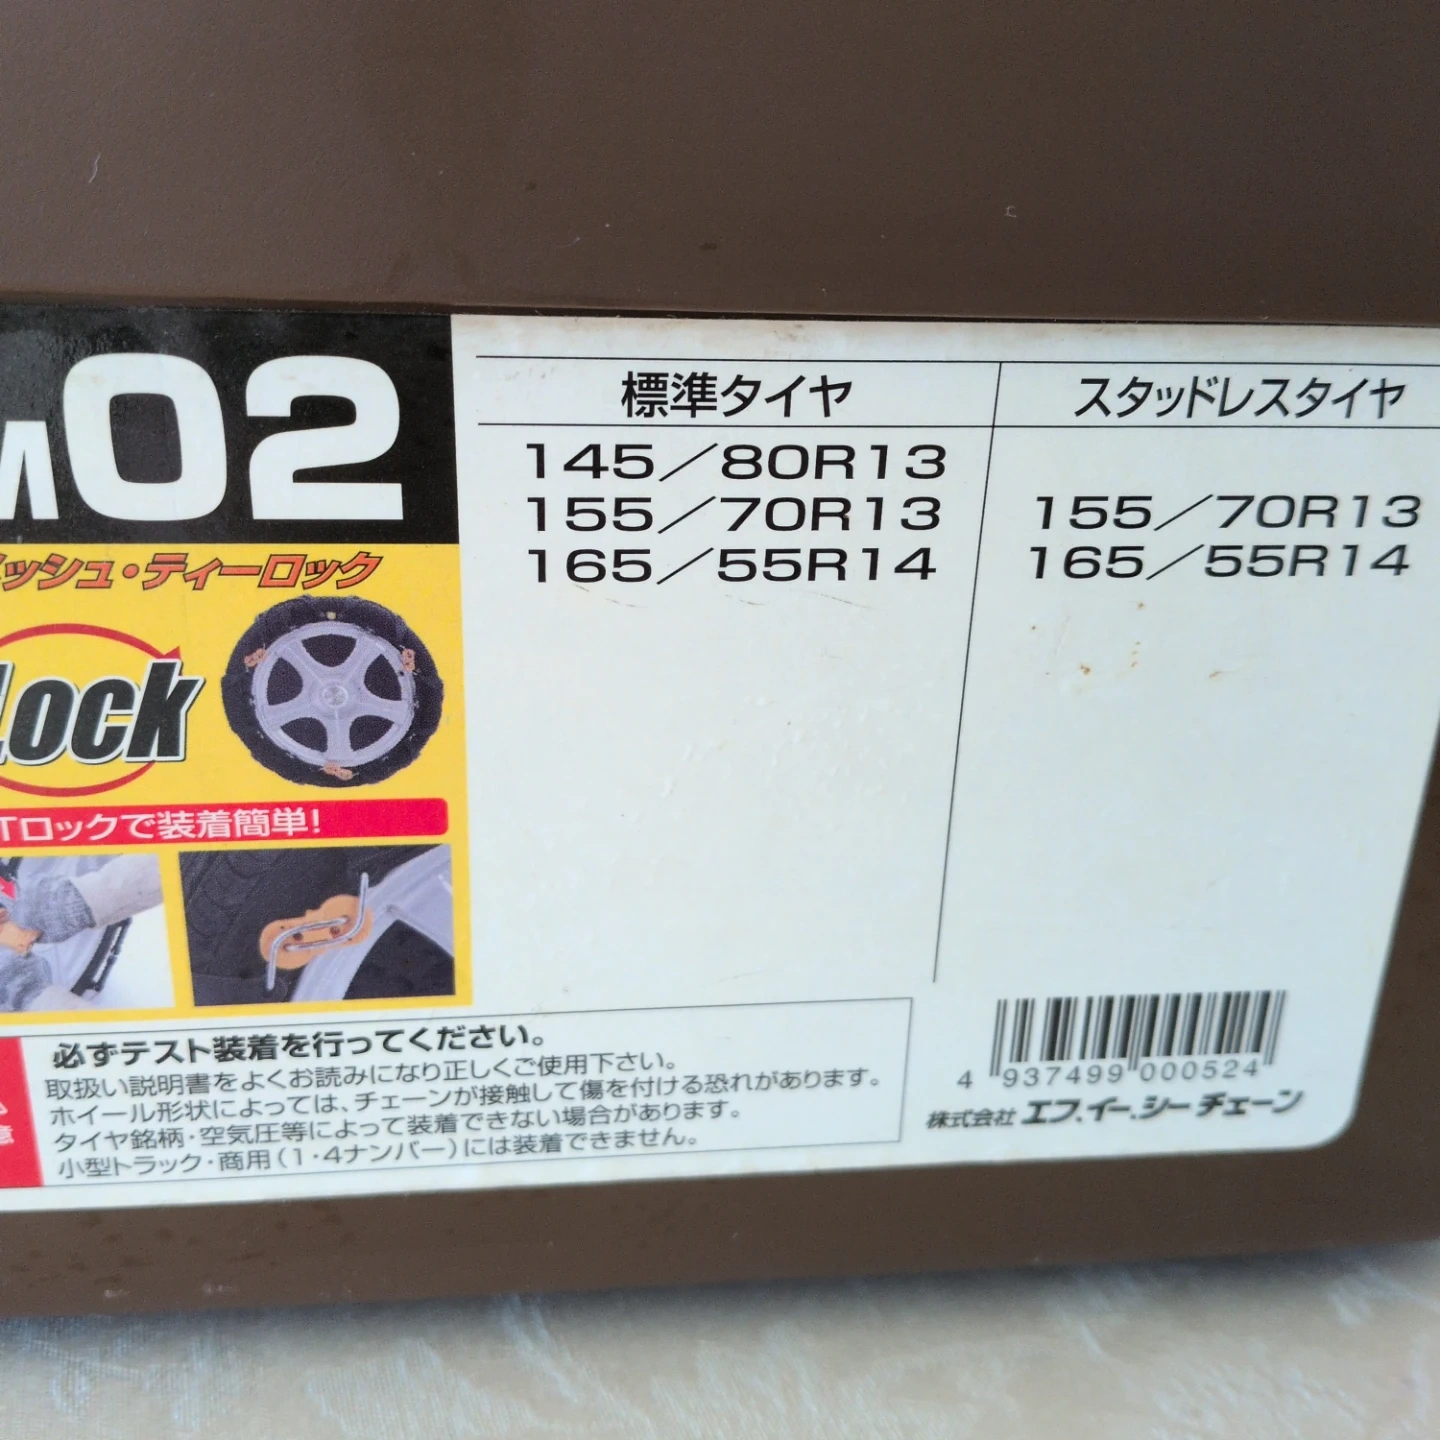 M02
メッシュ・ティーロック
Lock
Tロックで装着簡単!
標準タイヤ
145／80R13
155／70R13
165／55R14
スタッドレスタイヤ
155／70R13
165／55R14
必ずテスト装着を行ってください。
取扱い説明書をよくお読みになり正しくご使用下さい。
ホイール形状によっては、チェーンが接触して傷を付ける恐れがあります。
タイヤ銘柄・空気圧等によって装着できない場合があります。
小型トラック・商用(1・4ナンバー)には装着できません。
4 937499 000524
株式会社 エフ.イー.シーチェーン